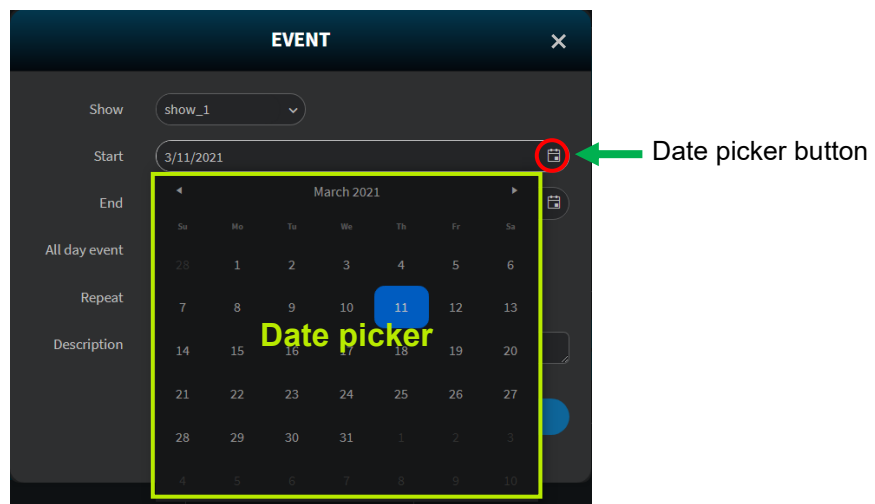 EVENT
Show show_1
Start 3/11/2021
Date picker button
March 2021
End
Su Mo Tu We Th Fr Sa
All day event
28 1 2 3 4 5 6
Repeat
7 8 9 10 11 12 13
Date picker
Description
14 15 16 17 18 19 20
21 22 23 24 25 26 27
28 29 30 31 1 2 3
4 5 6 7 8 9 10